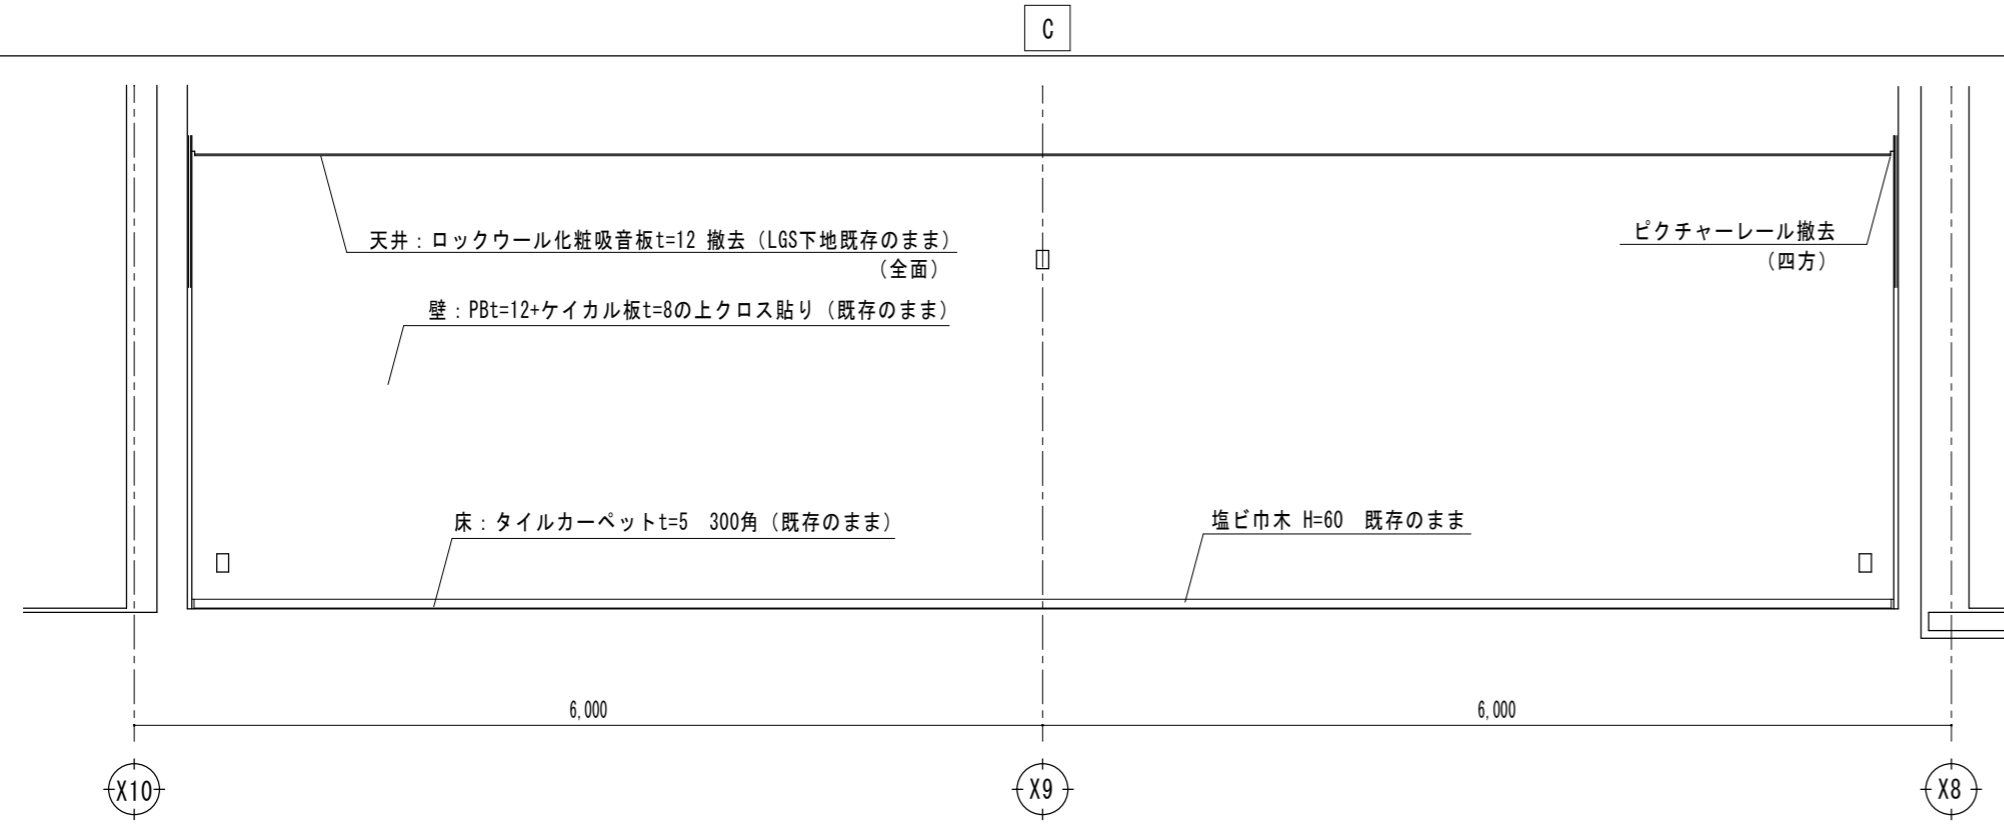 C
天井：ロックウール化粧吸音板t=12 撤去（LGS下地既存のまま）
（全面）
ピクチャーレール撤去
（四方）
壁：PBt=12+ケイカル板t=8の上クロス貼り（既存のまま）
床：タイルカーペットt=5　300角（既存のまま）
塩ビ巾木 H=60　既存のまま
6,000
6,000
X10
X9
X8